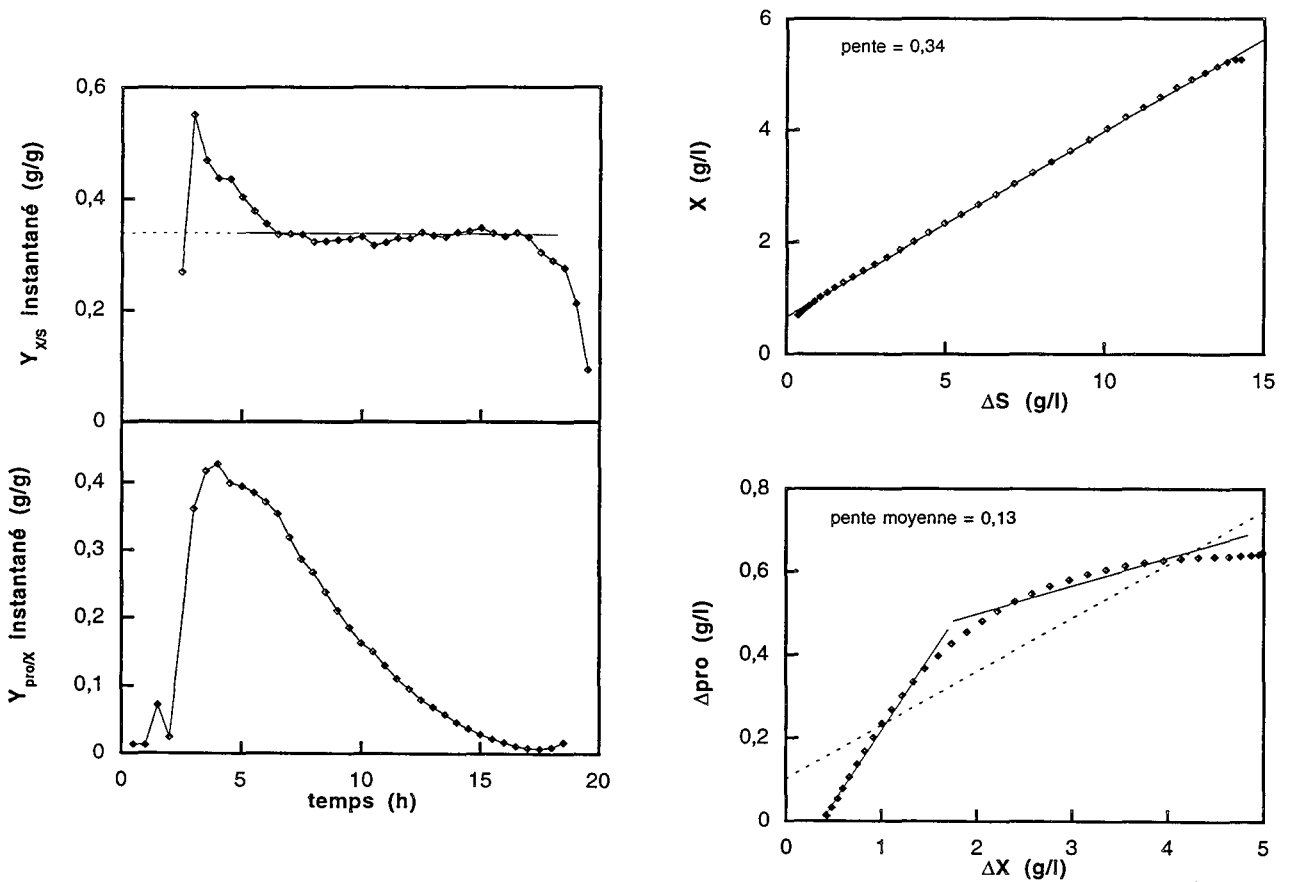 0,6
0,4
0,2
0
Y X/S instantané (g/g)
0,4
0,3
0,2
0,1
0
Y pro/X instantané (g/g)
0 5 10 15 20
temps (h)
pente = 0,34
6
4
2
0
X (g/l)
0 5 10 15
ΔS (g/l)
pente moyenne = 0,13
0,8
0,6
0,4
0,2
0
Δpro (g/l)
0 1 2 3 4 5
ΔX (g/l)